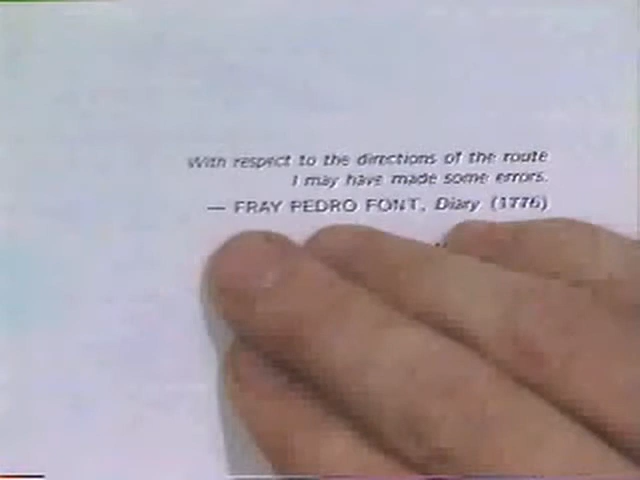 With respect to the directions of the route
I may have made some errors.
— FRAY PEDRO FONT, Diary (1776)